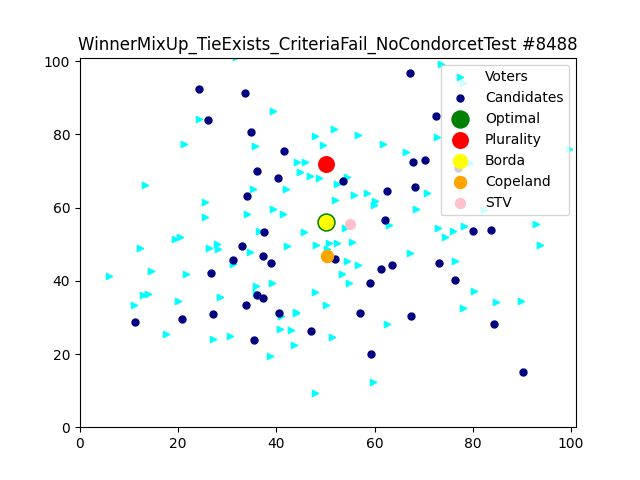 WinnerMixUp_TieExists_CriteriaFail_NoCondorcetTest #8488
100
80
60
40
20
0
0 20 40 60 80 100
Voters
Candidates
Optimal
Plurality
Borda
Copeland
STV